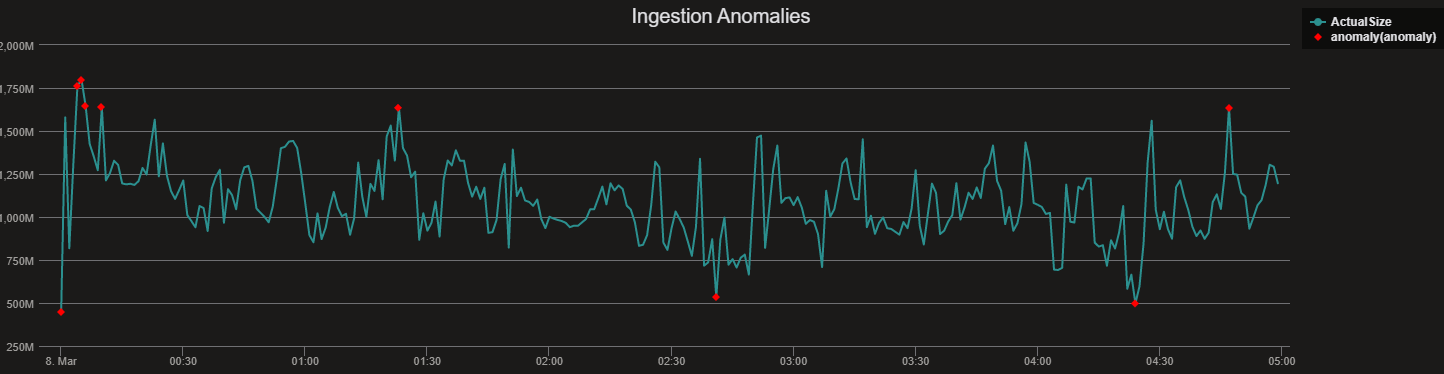 Ingestion Anomalies
ActualSize
anomaly(anomaly)
2,000M
1,750M
1,500M
1,250M
1,000M
750M
500M
250M
8. Mar
00:30
01:00
01:30
02:00
02:30
03:00
03:30
04:00
04:30
05:00